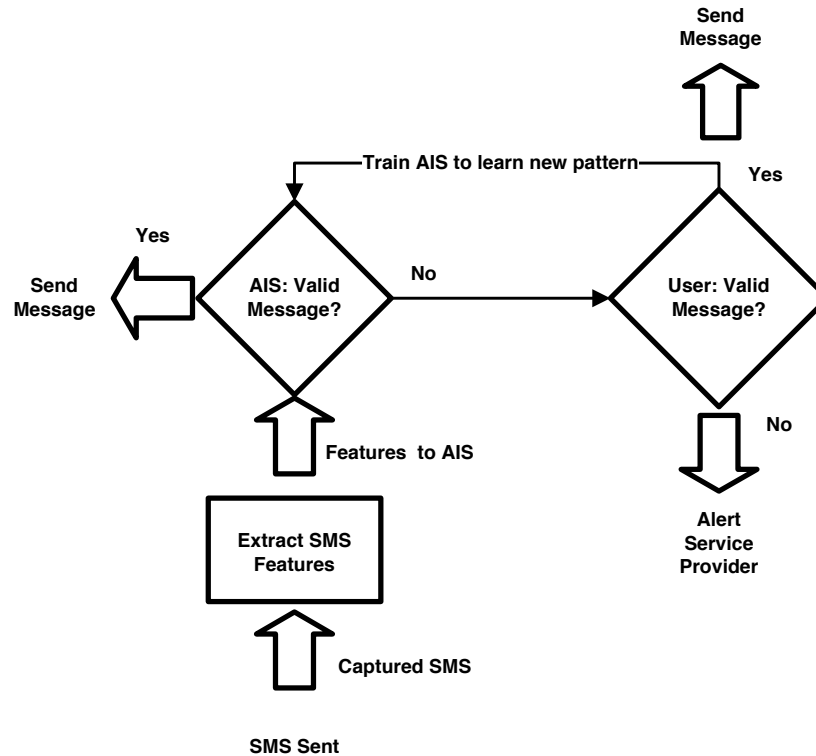 Send
Message
Train AIS to learn new pattern
Yes
Yes
Send
Message
AIS: Valid
Message?
No
User: Valid
Message?
No
Features to AIS
Alert
Service
Provider
Extract SMS
Features
Captured SMS
SMS Sent